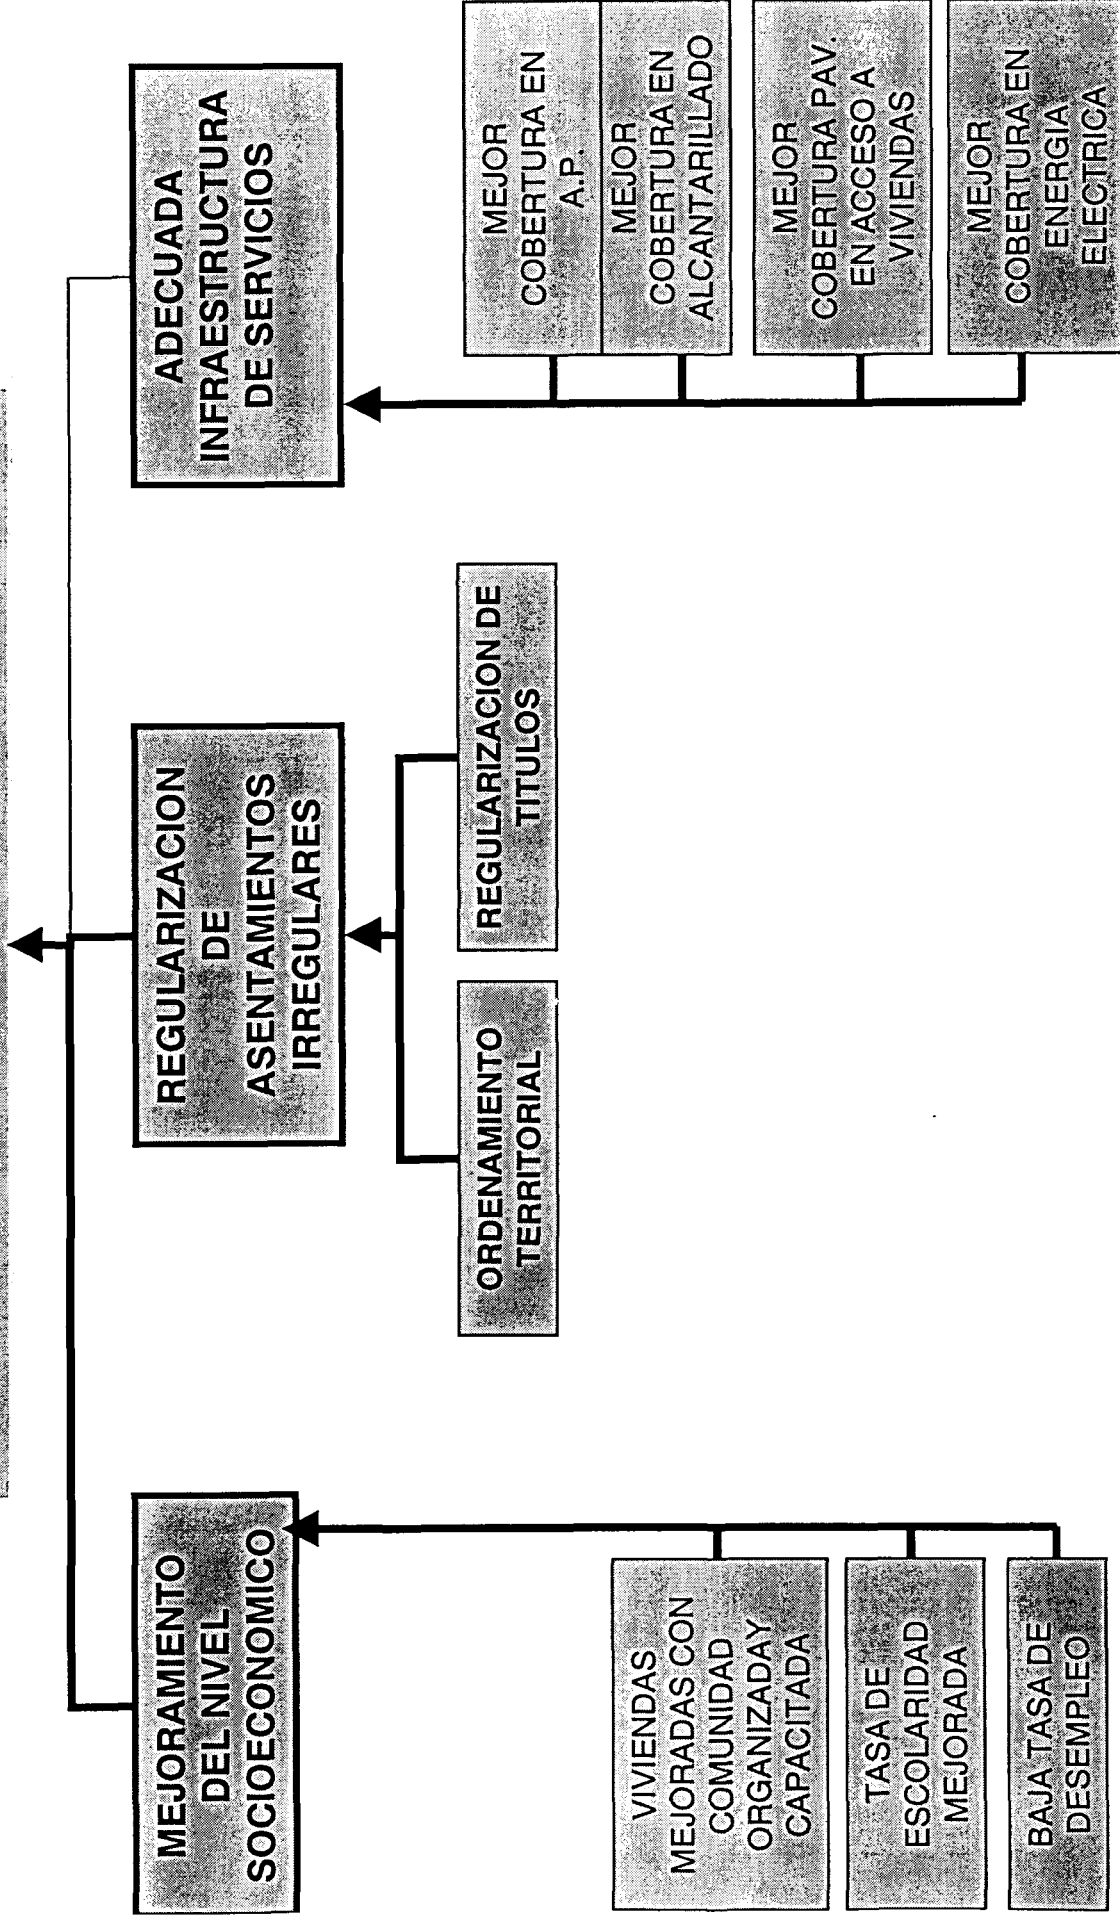 MEJORAMIENTO
DEL NIVEL
SOCIOECONOMICO
REGULARIZACION
DE
ASENTAMIENTOS
IRREGULARES
ADECUADA
INFRAESTRUCTURA
DE SERVICIOS
VIVIENDAS
MEJORADAS CON
COMUNIDAD
ORGANIZADA Y
CAPACITADA
TASA DE
ESCOLARIDAD
MEJORADA
BAJA TASA DE
DESEMPLEO
ORDENAMIENTO
TERRITORIAL
REGULARIZACION DE
TITULOS
MEJOR
COBERTURA EN
A.P.
MEJOR
COBERTURA EN
ALCANTARILLADO
MEJOR
COBERTURA PAV.
EN ACCESO A
VIVIENDAS
MEJOR
COBERTURA EN
ENERGIA
ELECTRICA